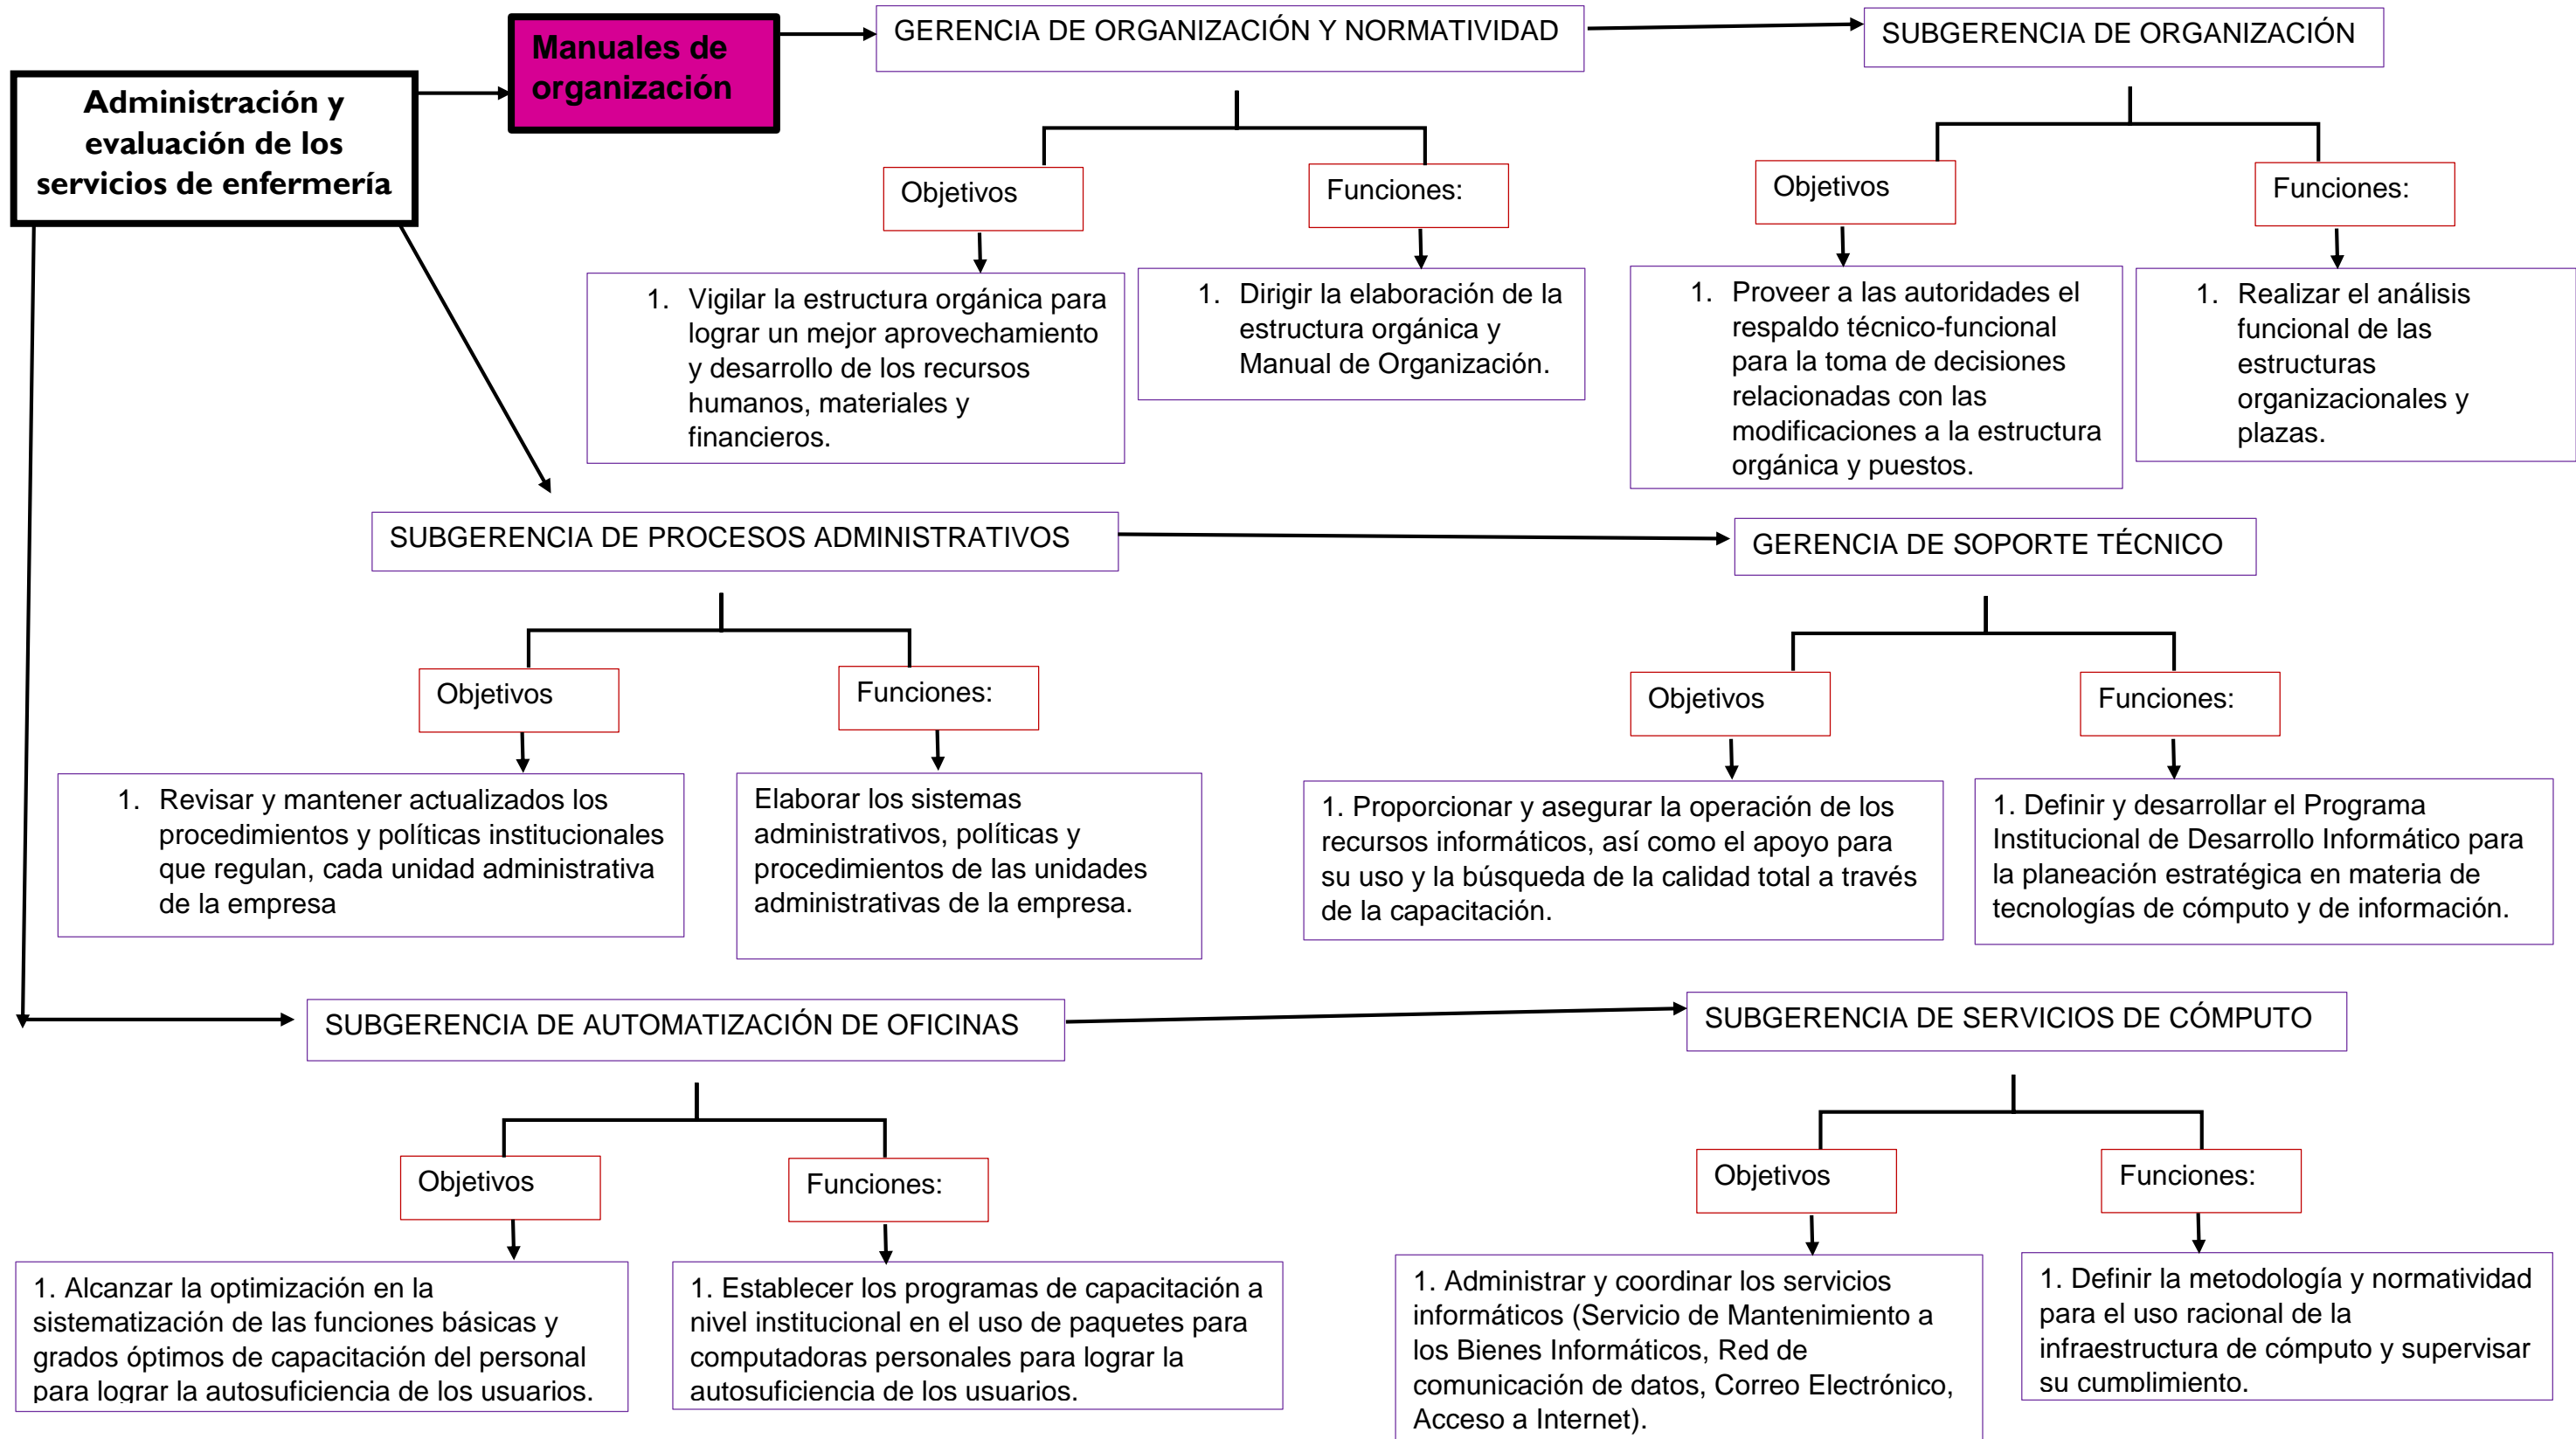 Administración y
evaluación de los
servicios de enfermería
Manuales de
organización
GERENCIA DE ORGANIZACIÓN Y NORMATIVIDAD
SUBGERENCIA DE ORGANIZACIÓN
Objetivos
Funciones:
Objetivos
Funciones:
1. Vigilar la estructura orgánica para
lograr un mejor aprovechamiento
y desarrollo de los recursos
humanos, materiales y
financieros.
1. Dirigir la elaboración de la
estructura orgánica y
Manual de Organización.
1. Proveer a las autoridades el
respaldo técnico-funcional
para la toma de decisiones
relacionadas con las
modificaciones a la estructura
orgánica y puestos.
1. Realizar el análisis
funcional de las
estructuras
organizacionales y
plazas.
SUBGERENCIA DE PROCESOS ADMINISTRATIVOS
GERENCIA DE SOPORTE TÉCNICO
Objetivos
Funciones:
Objetivos
Funciones:
1. Revisar y mantener actualizados los
procedimientos y políticas institucionales
que regulan, cada unidad administrativa
de la empresa
Elaborar los sistemas
administrativos, políticas y
procedimientos de las unidades
administrativas de la empresa.
1. Proporcionar y asegurar la operación de los
recursos informáticos, así como el apoyo para
su uso y la búsqueda de la calidad total a través
de la capacitación.
1. Definir y desarrollar el Programa
Institucional de Desarrollo Informático para
la planeación estratégica en materia de
tecnologías de cómputo y de información.
SUBGERENCIA DE AUTOMATIZACIÓN DE OFICINAS
SUBGERENCIA DE SERVICIOS DE CÓMPUTO
Objetivos
Funciones:
Objetivos
Funciones:
1. Alcanzar la optimización en la
sistematización de las funciones básicas y
grados óptimos de capacitación del personal
para lograr la autosuficiencia de los usuarios.
1. Establecer los programas de capacitación a
nivel institucional en el uso de paquetes para
computadoras personales para lograr la
autosuficiencia de los usuarios.
1. Administrar y coordinar los servicios
informáticos (Servicio de Mantenimiento a
los Bienes Informáticos, Red de
comunicación de datos, Correo Electrónico,
Acceso a Internet).
1. Definir la metodología y normatividad
para el uso racional de la
infraestructura de cómputo y supervisar
su cumplimiento.